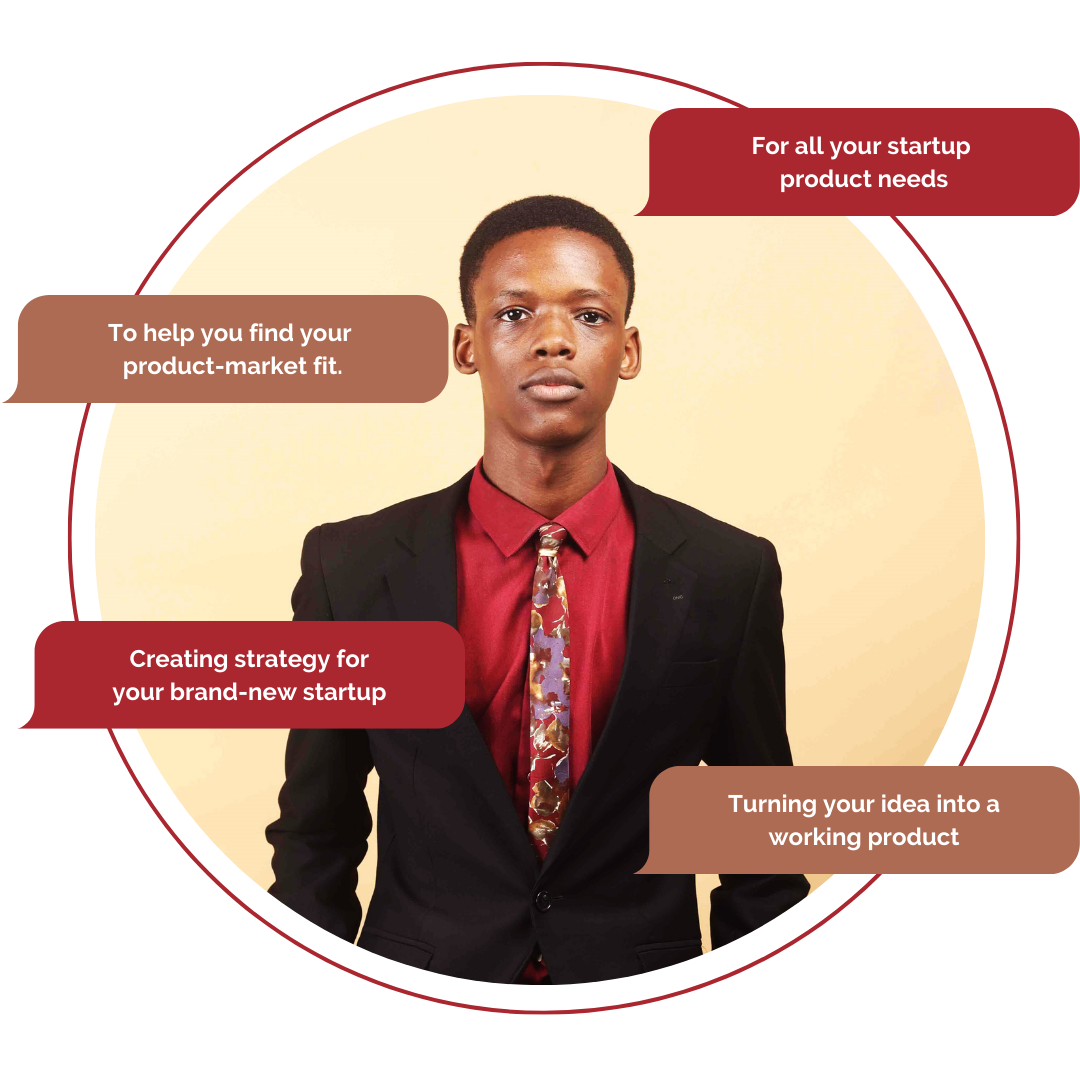 For all your startup
product needs
To help you find your
product-market fit.
Creating strategy for
your brand-new startup
Turning your idea into a
working product